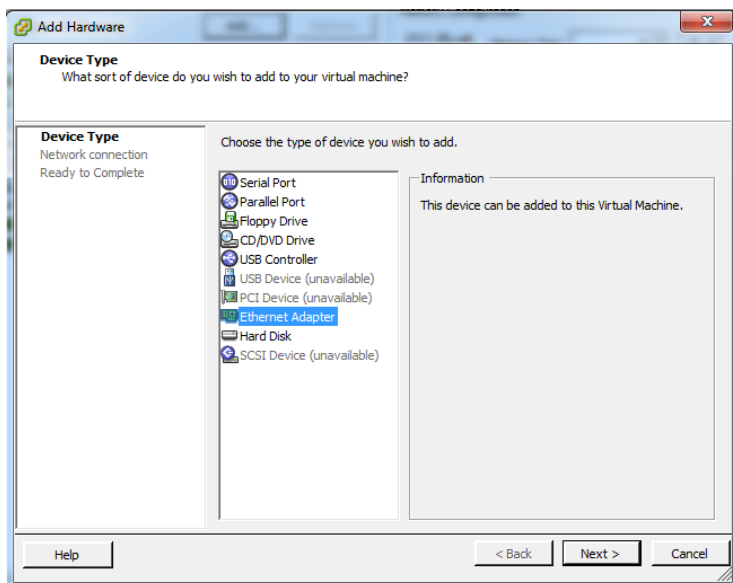 Add Hardware
Device Type
What sort of device do you wish to add to your virtual machine?
Device Type
Network connection
Ready to Complete
Choose the type of device you wish to add.
Serial Port
Parallel Port
Floppy Drive
CD/DVD Drive
USB Controller
USB Device (unavailable)
PCI Device (unavailable)
Ethernet Adapter
Hard Disk
SCSI Device (unavailable)
Information
This device can be added to this Virtual Machine.
Help
< Back
Next >
Cancel